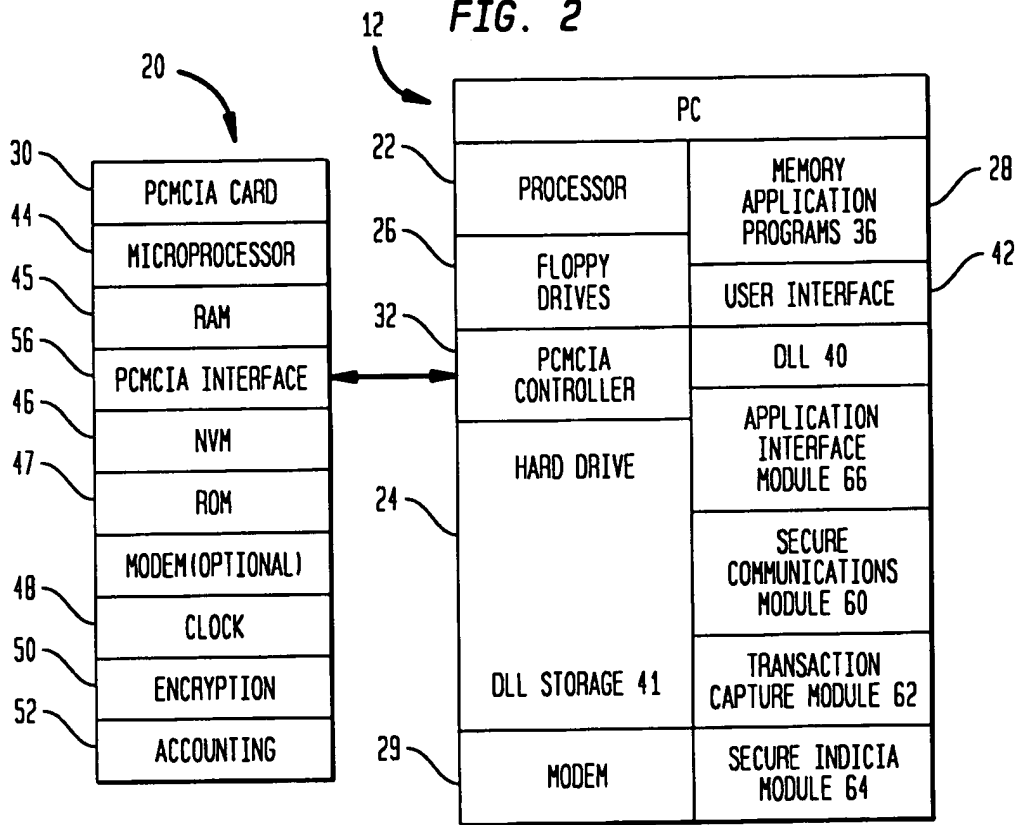 FIG. 2
20
30
PCMCIA CARD
44
MICROPROCESSOR
45
RAM
56
PCMCIA INTERFACE
46
NVM
47
ROM
MODEM(OPTIONAL)
48
CLOCK
50
ENCRYPTION
52
ACCOUNTING
12
PC
22
PROCESSOR
26
FLOPPY
DRIVES
32
PCMCIA
CONTROLLER
24
HARD DRIVE
DLL STORAGE 41
29
MODEM
MEMORY
APPLICATION
PROGRAMS 36
28
USER INTERFACE
42
DLL 40
APPLICATION
INTERFACE
MODULE 66
SECURE
COMMUNICATIONS
MODULE 60
TRANSACTION
CAPTURE MODULE 62
SECURE INDICIA
MODULE 64